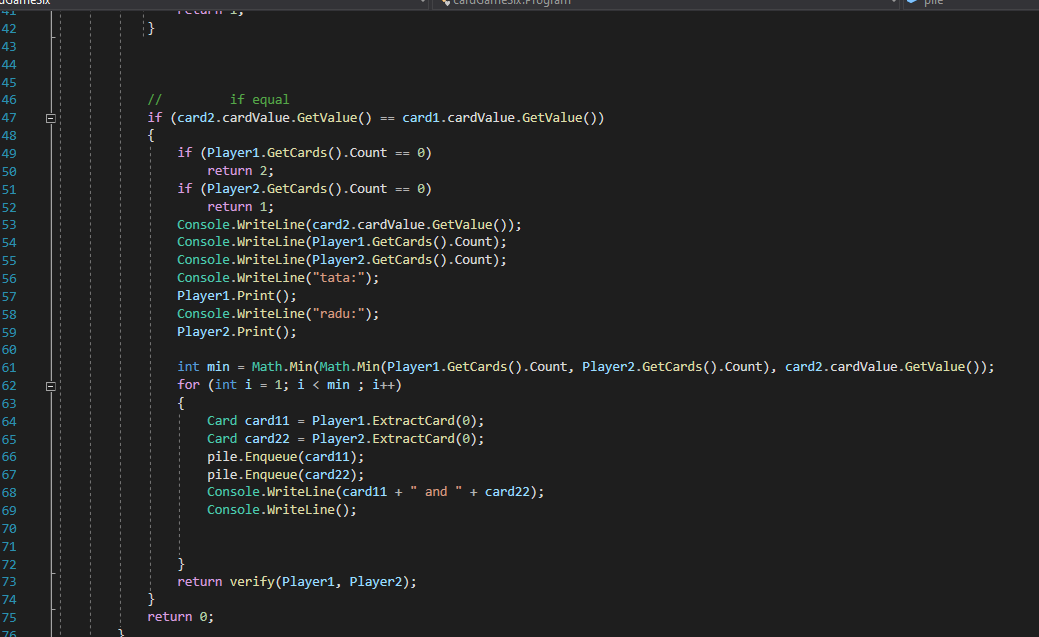 cardGameSix.Program
pile
41 return 1;
42 }
43
44
45
46 // if equal
47 if (card2.cardValue.GetValue() == card1.cardValue.GetValue())
48 {
49 if (Player1.GetCards().Count == 0)
50 return 2;
51 if (Player2.GetCards().Count == 0)
52 return 1;
53 Console.WriteLine(card2.cardValue.GetValue());
54 Console.WriteLine(Player1.GetCards().Count);
55 Console.WriteLine(Player2.GetCards().Count);
56 Console.WriteLine("tata:");
57 Player1.Print();
58 Console.WriteLine("radu:");
59 Player2.Print();
60
61 int min = Math.Min(Math.Min(Player1.GetCards().Count, Player2.GetCards().Count), card2.cardValue.GetValue());
62 for (int i = 1; i < min ; i++)
63 {
64 Card card11 = Player1.ExtractCard(0);
65 Card card22 = Player2.ExtractCard(0);
66 pile.Enqueue(card11);
67 pile.Enqueue(card22);
68 Console.WriteLine(card11 + " and " + card22);
69 Console.WriteLine();
70
71
72 }
73 return verify(Player1, Player2);
74 }
75 return 0;
76 }